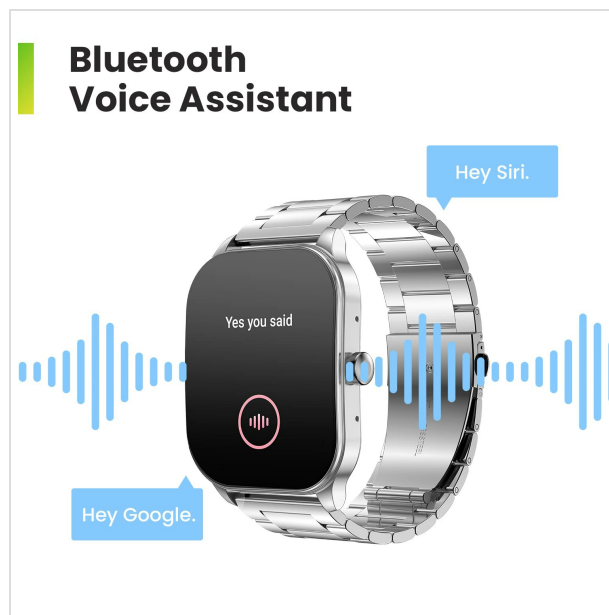 Bluetooth
Voice Assistant
Hey Siri.
Yes you said
Hey Google.